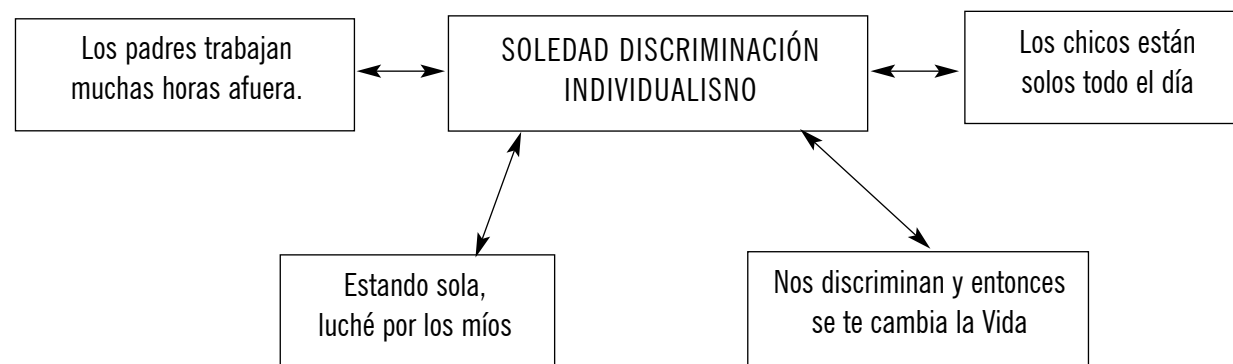 Los padres trabajan
muchas horas afuera.
SOLEDAD DISCRIMINACIÓN
INDIVIDUALISNO
Los chicos están
solos todo el día
Estando sola,
luché por los míos
Nos discriminan y entonces
se te cambia la Vida